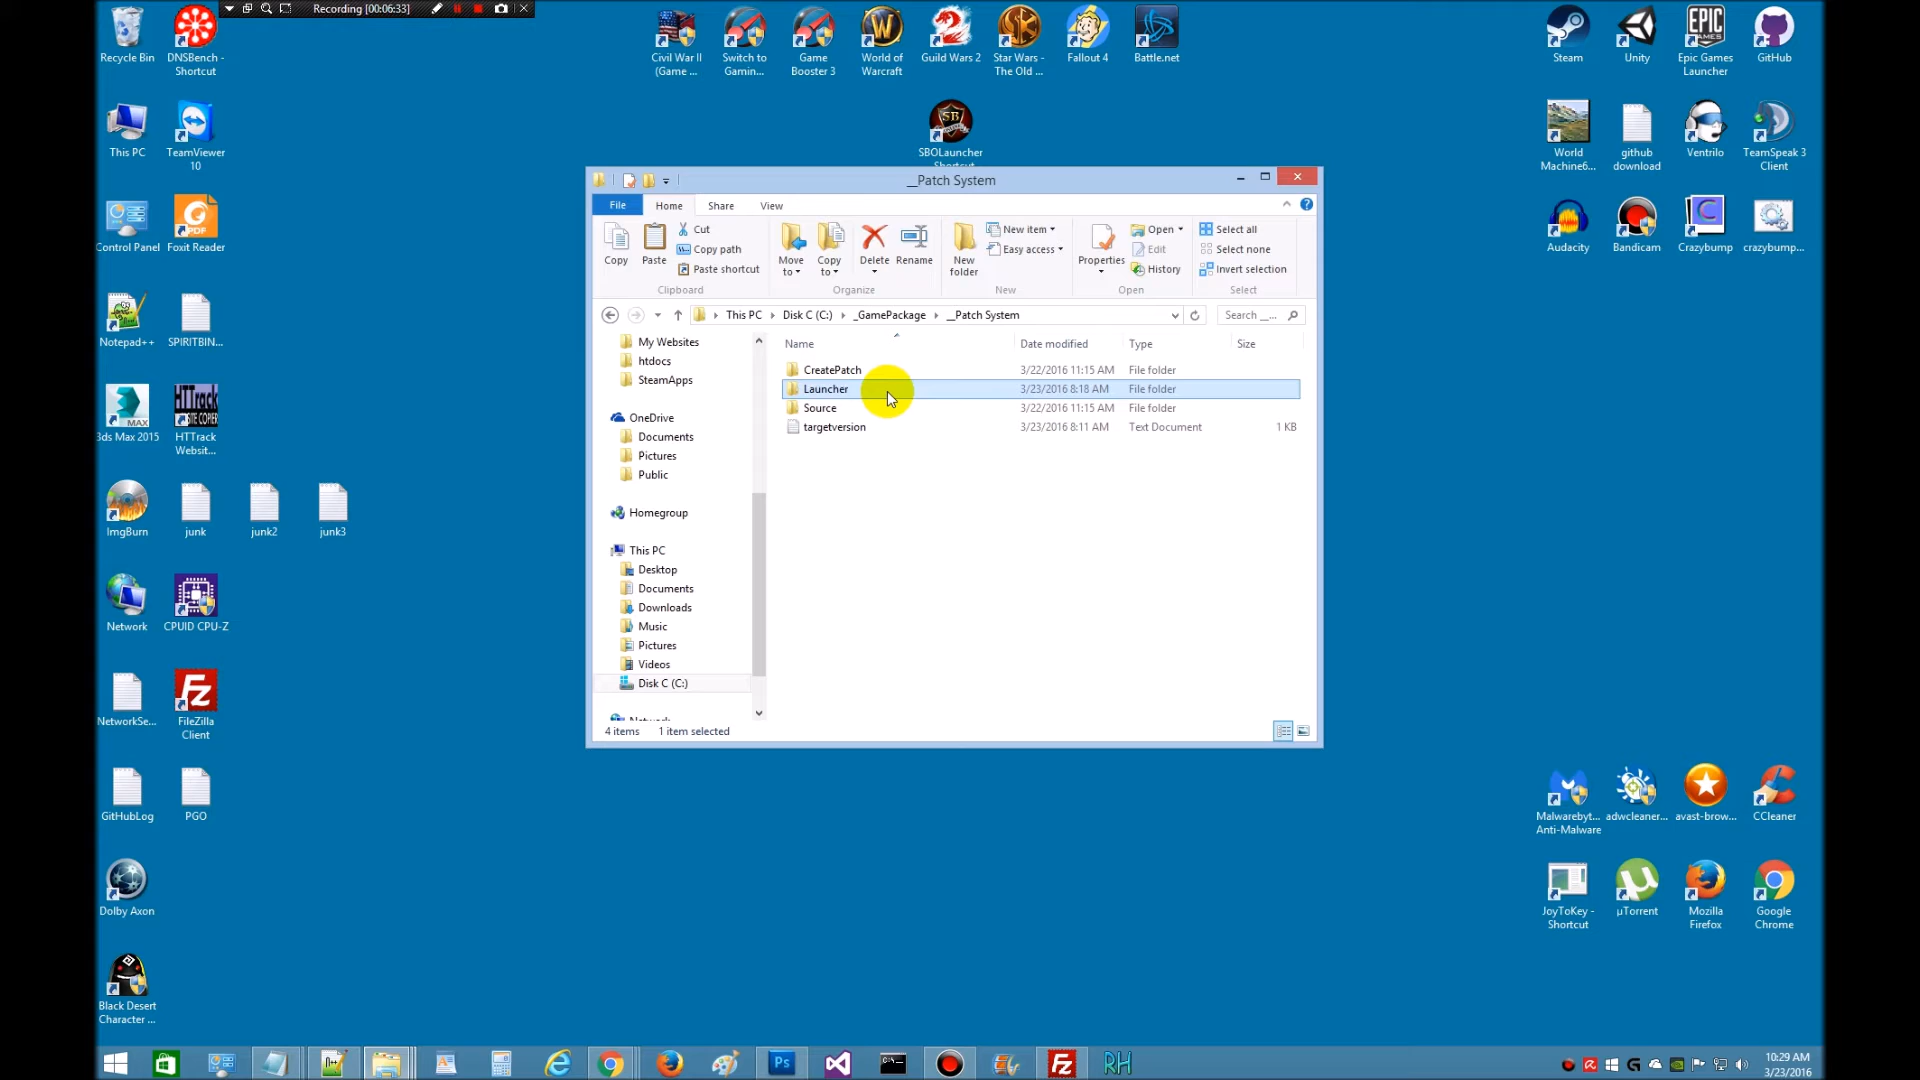 Recording [00:06:33]
Recycle Bin
DNSBench -
Shortcut
This PC
TeamViewer
10
Control Panel
Foxit Reader
Notepad++
SPIRITBIN...
3ds Max 2015
HTTrack
Websit...
ImgBurn
junk
junk2
junk3
Network
CPUID CPU-Z
NetworkSe...
FileZilla
Client
GitHubLog
PGO
Dolby Axon
Black Desert
Character ...
Civil War II
(Game ...
Switch to
Gamin...
Game
Booster 3
World of
Warcraft
Guild Wars 2
Star Wars -
The Old ...
Fallout 4
Battle.net
SBOLauncher
Shortcut
Steam
Unity
Epic Games
Launcher
GitHub
World
Machine6...
github
download
Ventrilo
TeamSpeak 3
Client
Audacity
Bandicam
Crazybump
crazybump...
Malwarebyt...
Anti-Malware
adwcleaner...
avast-brow...
CCleaner
JoyToKey -
Shortcut
µTorrent
Mozilla
Firefox
Google
Chrome
__Patch System
File
Home
Share
View
Copy
Paste
Cut
Copy path
Paste shortcut
Move
to
Copy
to
Delete
Rename
New
folder
New item
Easy access
Properties
Open
Edit
History
Select all
Select none
Invert selection
Clipboard
Organize
New
Open
Select
This PC
Disk C (C:)
_GamePackage
__Patch System
Search __...
My Websites
htdocs
SteamApps
OneDrive
Documents
Pictures
Public
Homegroup
This PC
Desktop
Documents
Downloads
Music
Pictures
Videos
Disk C (C:)
Network
Name Date modified Type Size
CreatePatch 3/22/2016 11:15 AM File folder
Launcher 3/23/2016 8:18 AM File folder
Source 3/22/2016 11:15 AM File folder
targetversion 3/23/2016 8:11 AM Text Document 1 KB
4 items 1 item selected
10:29 AM
3/23/2016